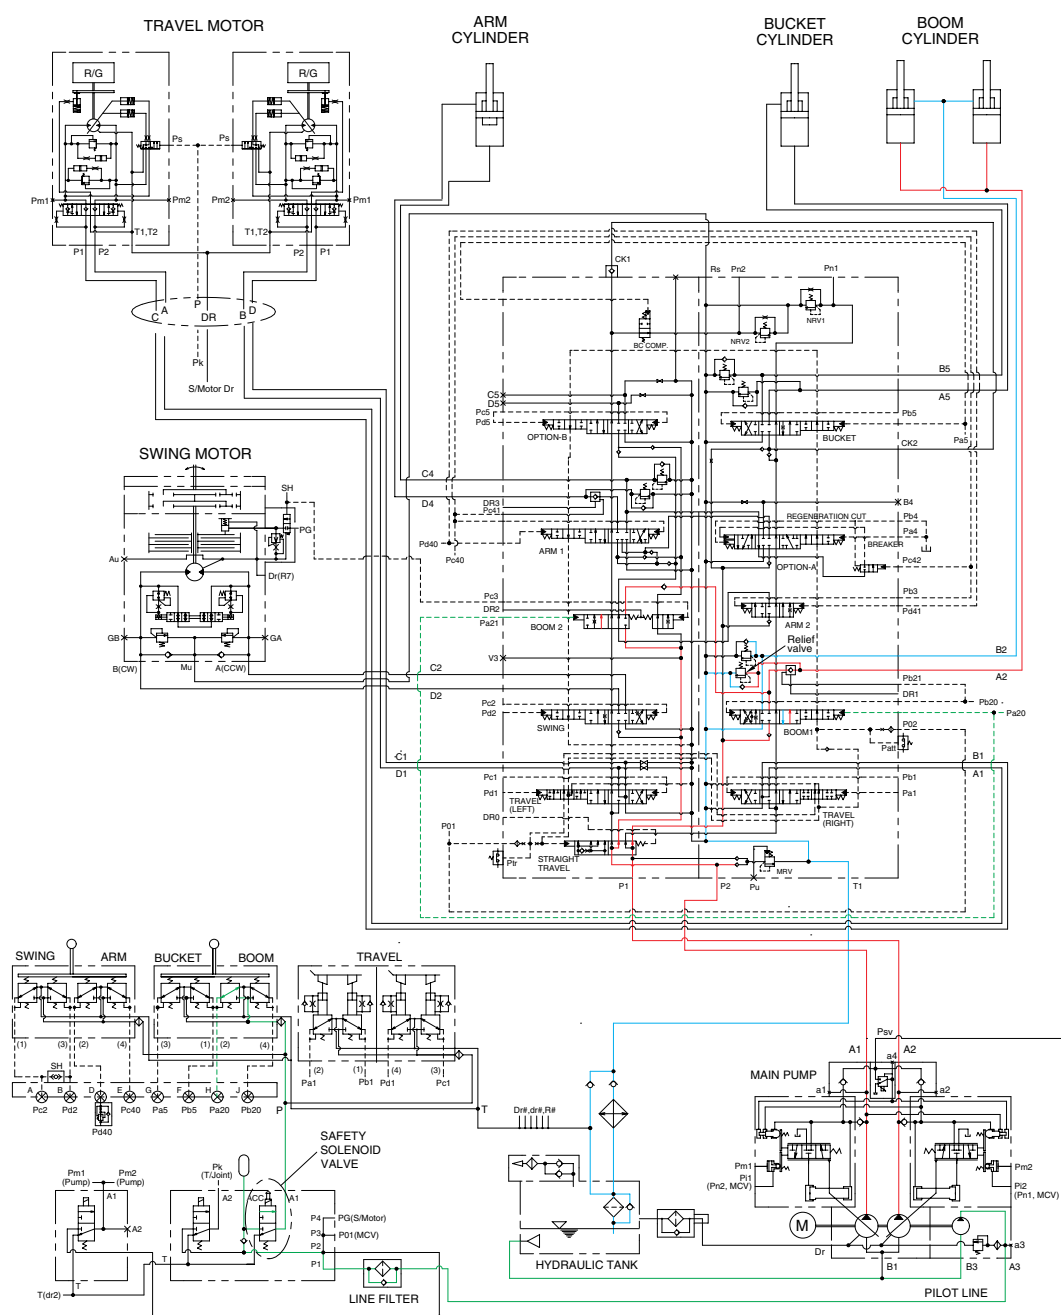 TRAVEL MOTOR
ARM
CYLINDER
BUCKET
CYLINDER
BOOM
CYLINDER
R/G
R/G
Ps
Ps
Pm1
Pm2
Pm2
Pm1
T1,T2
T1,T2
P1
P2
P2
P1
C
A
P
DR
B
D
Pk
S/Motor Dr
CK1
Rs
Pn2
Pn1
NRV1
NRV2
BC COMP.
B5
A5
C5
D5
Pc5
Pd5
OPTION-B
Pb5
BUCKET
Pa5
CK2
SWING MOTOR
SH
PG
Au
Dr(R7)
GB
GA
B(CW)
Mu
A(CCW)
C4
D4
DR3
Pc41
Pd40
Pc40
ARM 1
B4
REGENERATIION CUT
Pb4
Pa4
BREAKER
OPTION-A
Pc42
Pc3
DR2
Pa21
BOOM 2
Pb3
Pd41
ARM 2
Relief
valve
V3
B2
A2
C2
D2
Pb21
DR1
Pc2
Pd2
SWING
BOOM1
Pb20
Pa20
P02
Patt
C1
D1
B1
A1
Pc1
Pd1
TRAVEL
(LEFT)
Pb1
Pa1
TRAVEL
(RIGHT)
P01
DR0
Ptr
STRAIGHT
TRAVEL
MRV
P1
P2
Pu
T1
SWING
ARM
BUCKET
BOOM
TRAVEL
(1)
(3)
(2)
(4)
(3)
(1)
(2)
(4)
(2)
(1)
(4)
(3)
Pa1
Pb1
Pd1
Pc1
SH
A
B
D
E
G
F
H
J
P
T
Pc2
Pd2
Pc40
Pa5
Pb5
Pa20
Pb20
Pd40
Dr#,dr#,R#
Psv
A1
A2
a4
MAIN PUMP
a1
a2
Pm1
Pi1
(Pn2, MCV)
Pm2
Pi2
(Pn1, MCV)
M
Dr
B1
B3
A3
a3
PILOT LINE
SAFETY
SOLENOID
VALVE
Pm1
(Pump)
Pm2
(Pump)
A1
A2
T
T(dr2)
Pk
(T/Joint)
A2
ACC
A1
P4
PG(S/Motor)
P3
P01(MCV)
P2
P1
T
LINE FILTER
HYDRAULIC TANK